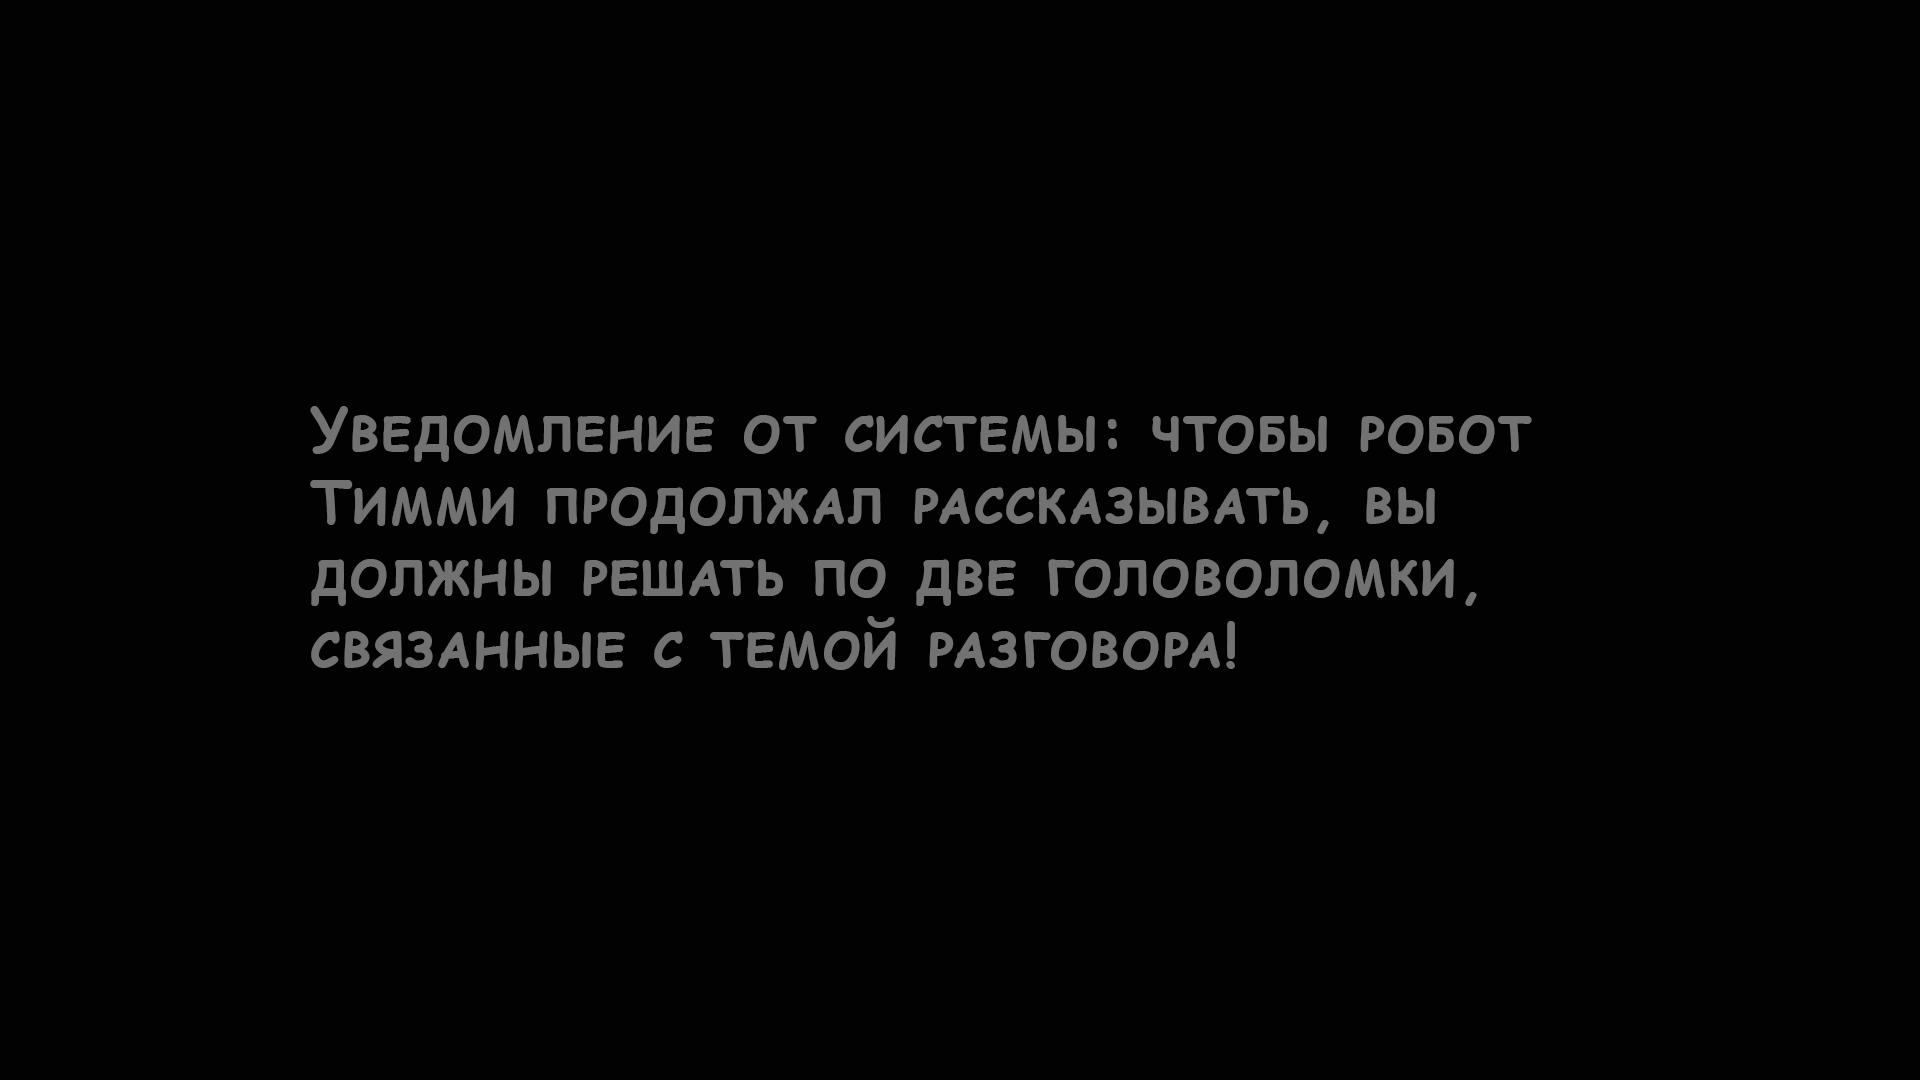 Уведомление от системы: чтобы робот
Тимми продолжал рассказывать, вы
должны решать по две головоломки,
связанные с темой разговора!